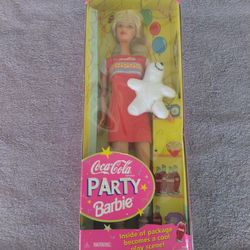 Coca-Cola
PARTY
Barbie
Inside of package
becomes a cool
play scene!